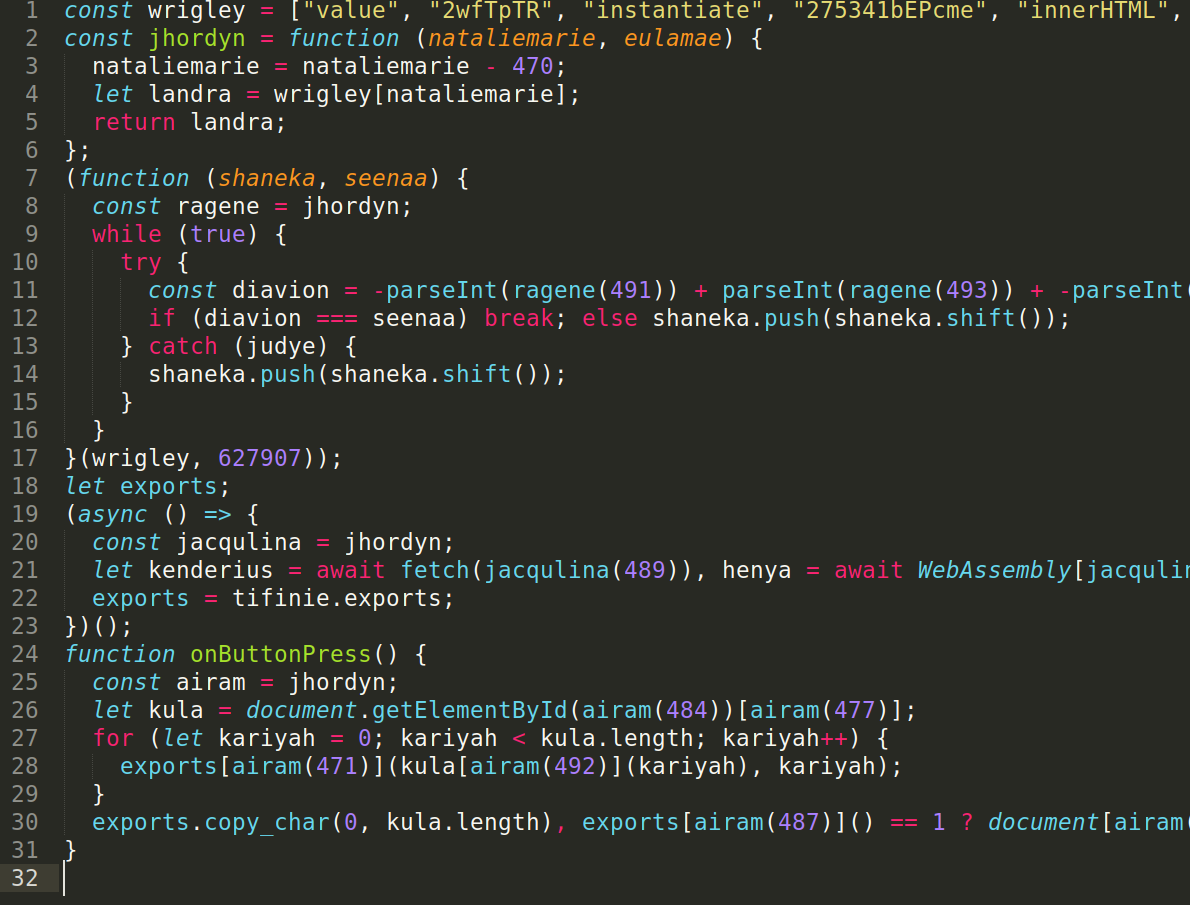 1 const wrigley = ["value", "2wfTpTR", "instantiate", "275341bEPcme", "innerHTML",
2 const jhordyn = function (nataliemarie, eulamae) {
3 nataliemarie = nataliemarie - 470;
4 let landra = wrigley[nataliemarie];
5 return landra;
6 };
7 (function (shaneka, seenaa) {
8 const ragene = jhordyn;
9 while (true) {
10 try {
11 const diavion = -parseInt(ragene(491)) + parseInt(ragene(493)) + -parseInt(
12 if (diavion === seenaa) break; else shaneka.push(shaneka.shift());
13 } catch (judye) {
14 shaneka.push(shaneka.shift());
15 }
16 }
17 }(wrigley, 627907));
18 let exports;
19 (async () => {
20 const jacqulina = jhordyn;
21 let kenderius = await fetch(jacqulina(489)), henya = await WebAssembly[jacqulin
22 exports = tifinie.exports;
23 })();
24 function onButtonPress() {
25 const airam = jhordyn;
26 let kula = document.getElementById(airam(484))[airam(477)];
27 for (let kariyah = 0; kariyah < kula.length; kariyah++) {
28 exports[airam(471)](kula[airam(492)](kariyah), kariyah);
29 }
30 exports.copy_char(0, kula.length), exports[airam(487)]() == 1 ? document[airam(
31 }
32